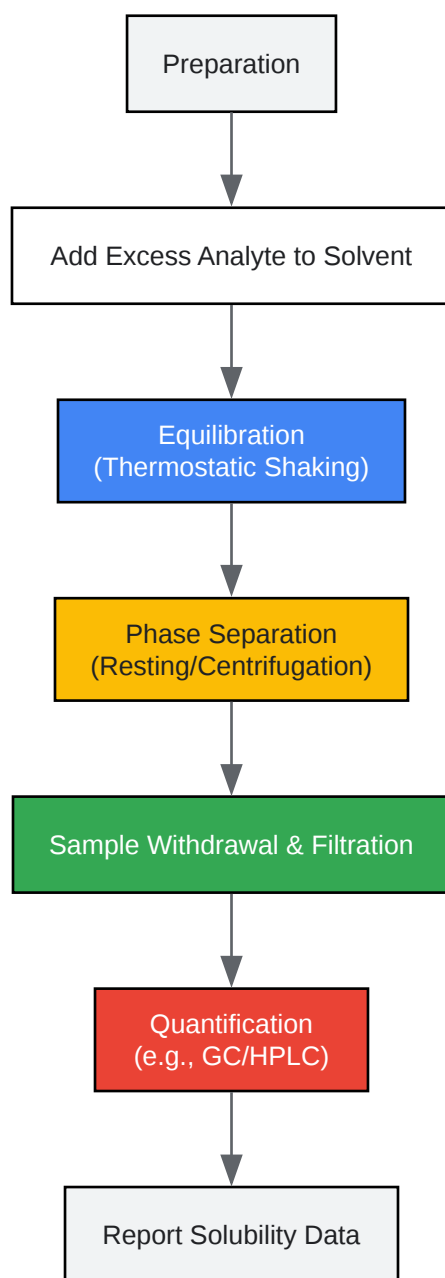 Preparation
Add Excess Analyte to Solvent
Equilibration
(Thermostatic Shaking)
Phase Separation
(Resting/Centrifugation)
Sample Withdrawal & Filtration
Quantification
(e.g., GC/HPLC)
Report Solubility Data